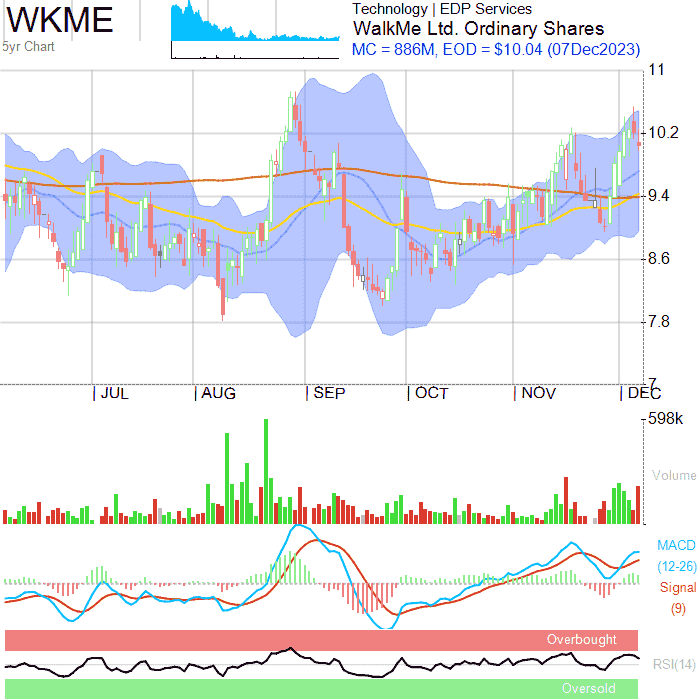 WKME
5yr Chart
Technology | EDP Services
WalkMe Ltd. Ordinary Shares
MC = 886M, EOD = $10.04 (07Dec2023)
11
10.2
9.4
8.6
7.8
7
JUL
AUG
SEP
OCT
NOV
DEC
598k
Volume
MACD
(12-26)
Signal
(9)
Overbought
RSI(14)
Oversold